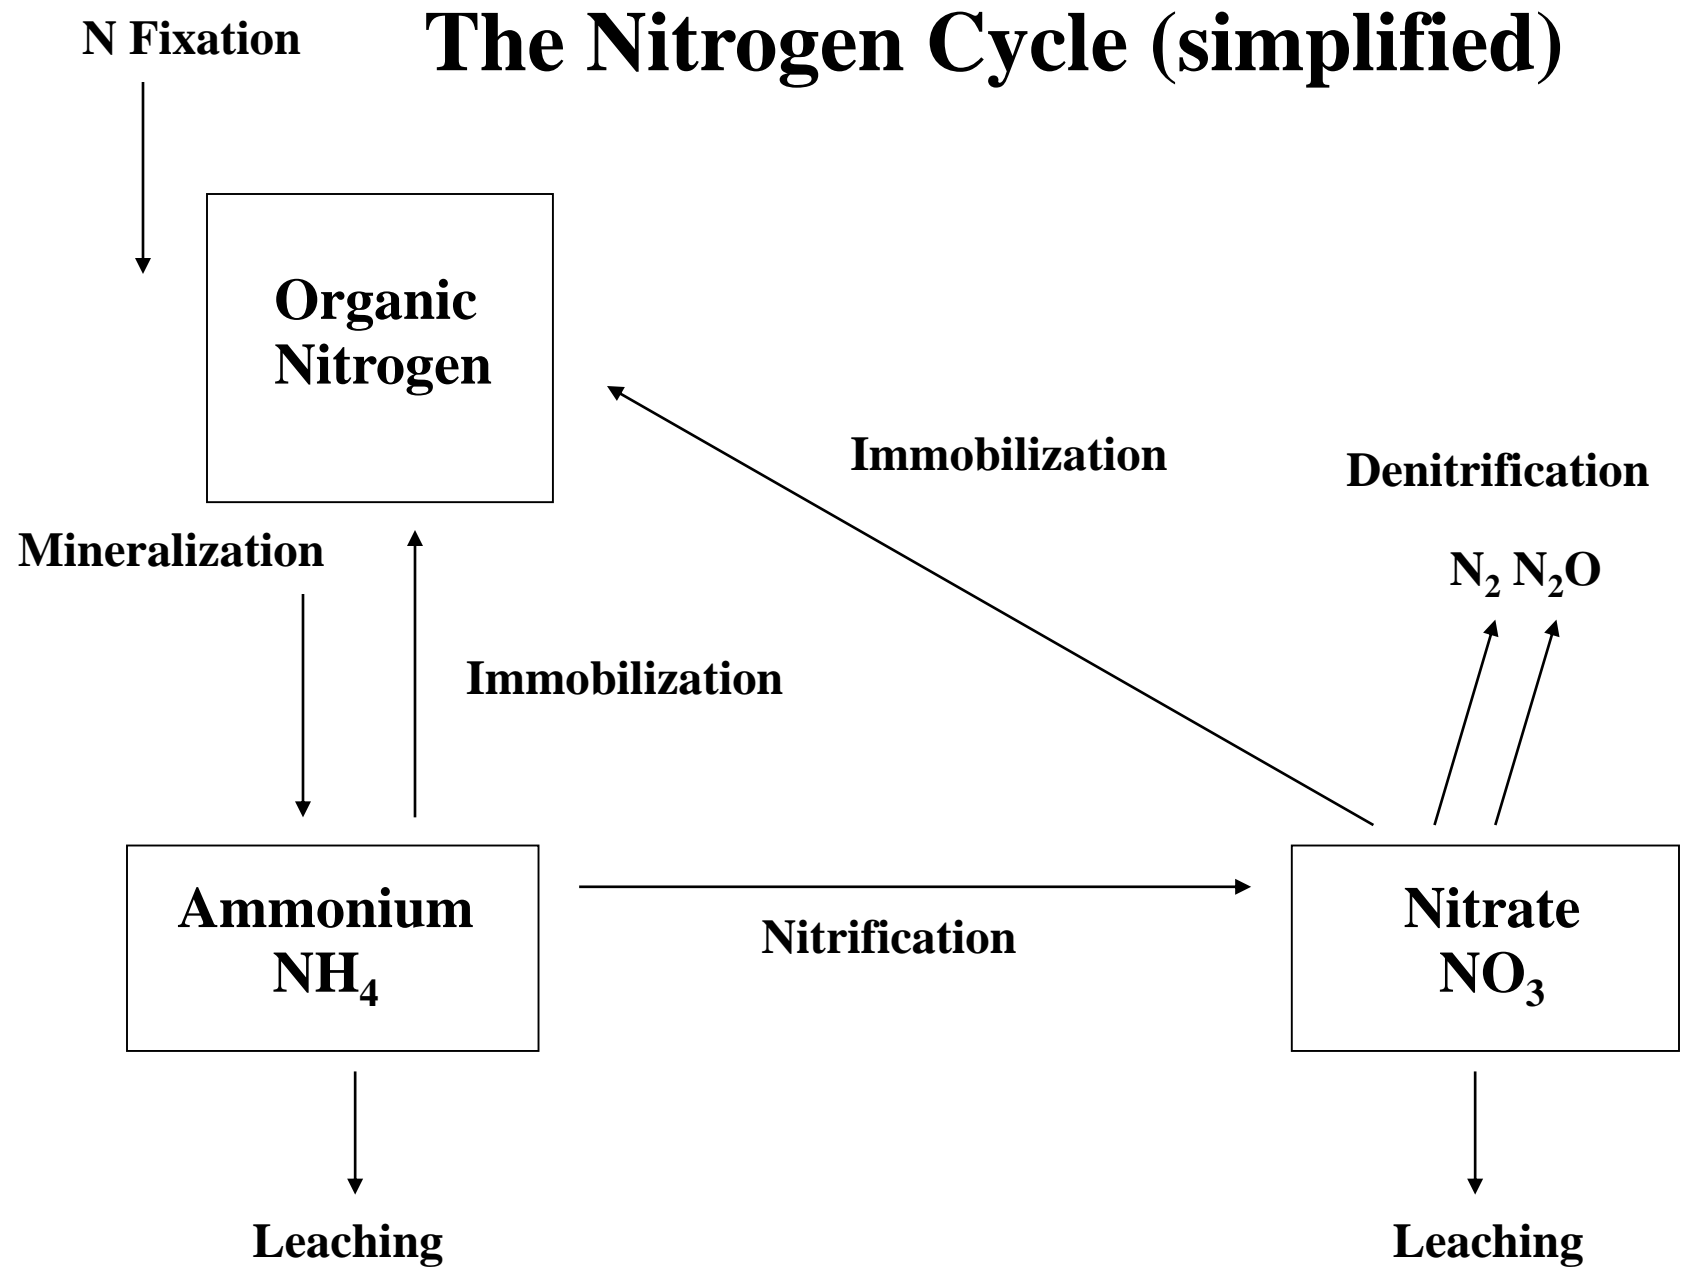 N Fixation
The Nitrogen Cycle (simplified)
Organic
Nitrogen
Immobilization
Denitrification
Mineralization
N₂ N₂O
Immobilization
Ammonium
NH₄
Nitrification
Nitrate
NO₃
Leaching
Leaching